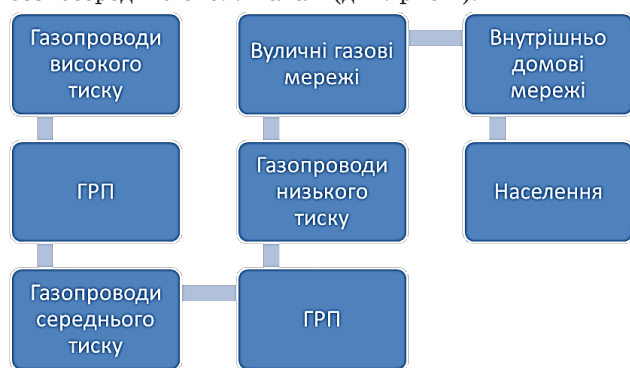 Газопроводи
високого
тиску
ГРП
Газопроводи
середнього
тиску
ГРП
Газопроводи
низького
тиску
Вуличні газові
мережі
Внутрішньо
домові
мережі
Населення